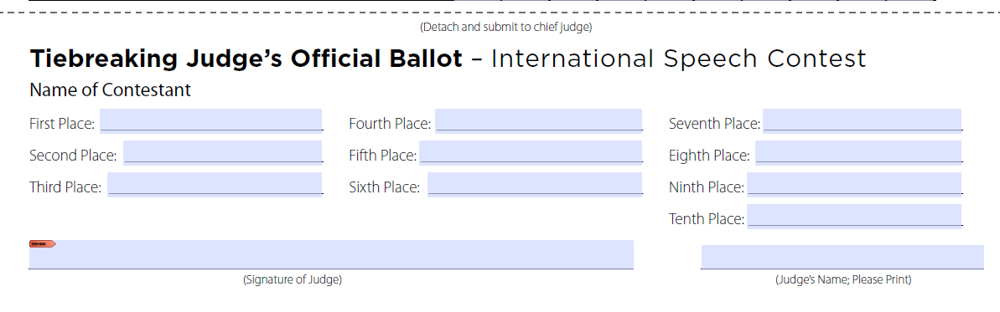 (Detach and submit to chief judge)
Tiebreaking Judge's Official Ballot – International Speech Contest
Name of Contestant
First Place:
Second Place:
Third Place:
Fourth Place:
Fifth Place:
Sixth Place:
Seventh Place:
Eighth Place:
Ninth Place:
Tenth Place:
(Signature of Judge)
(Judge's Name; Please Print)